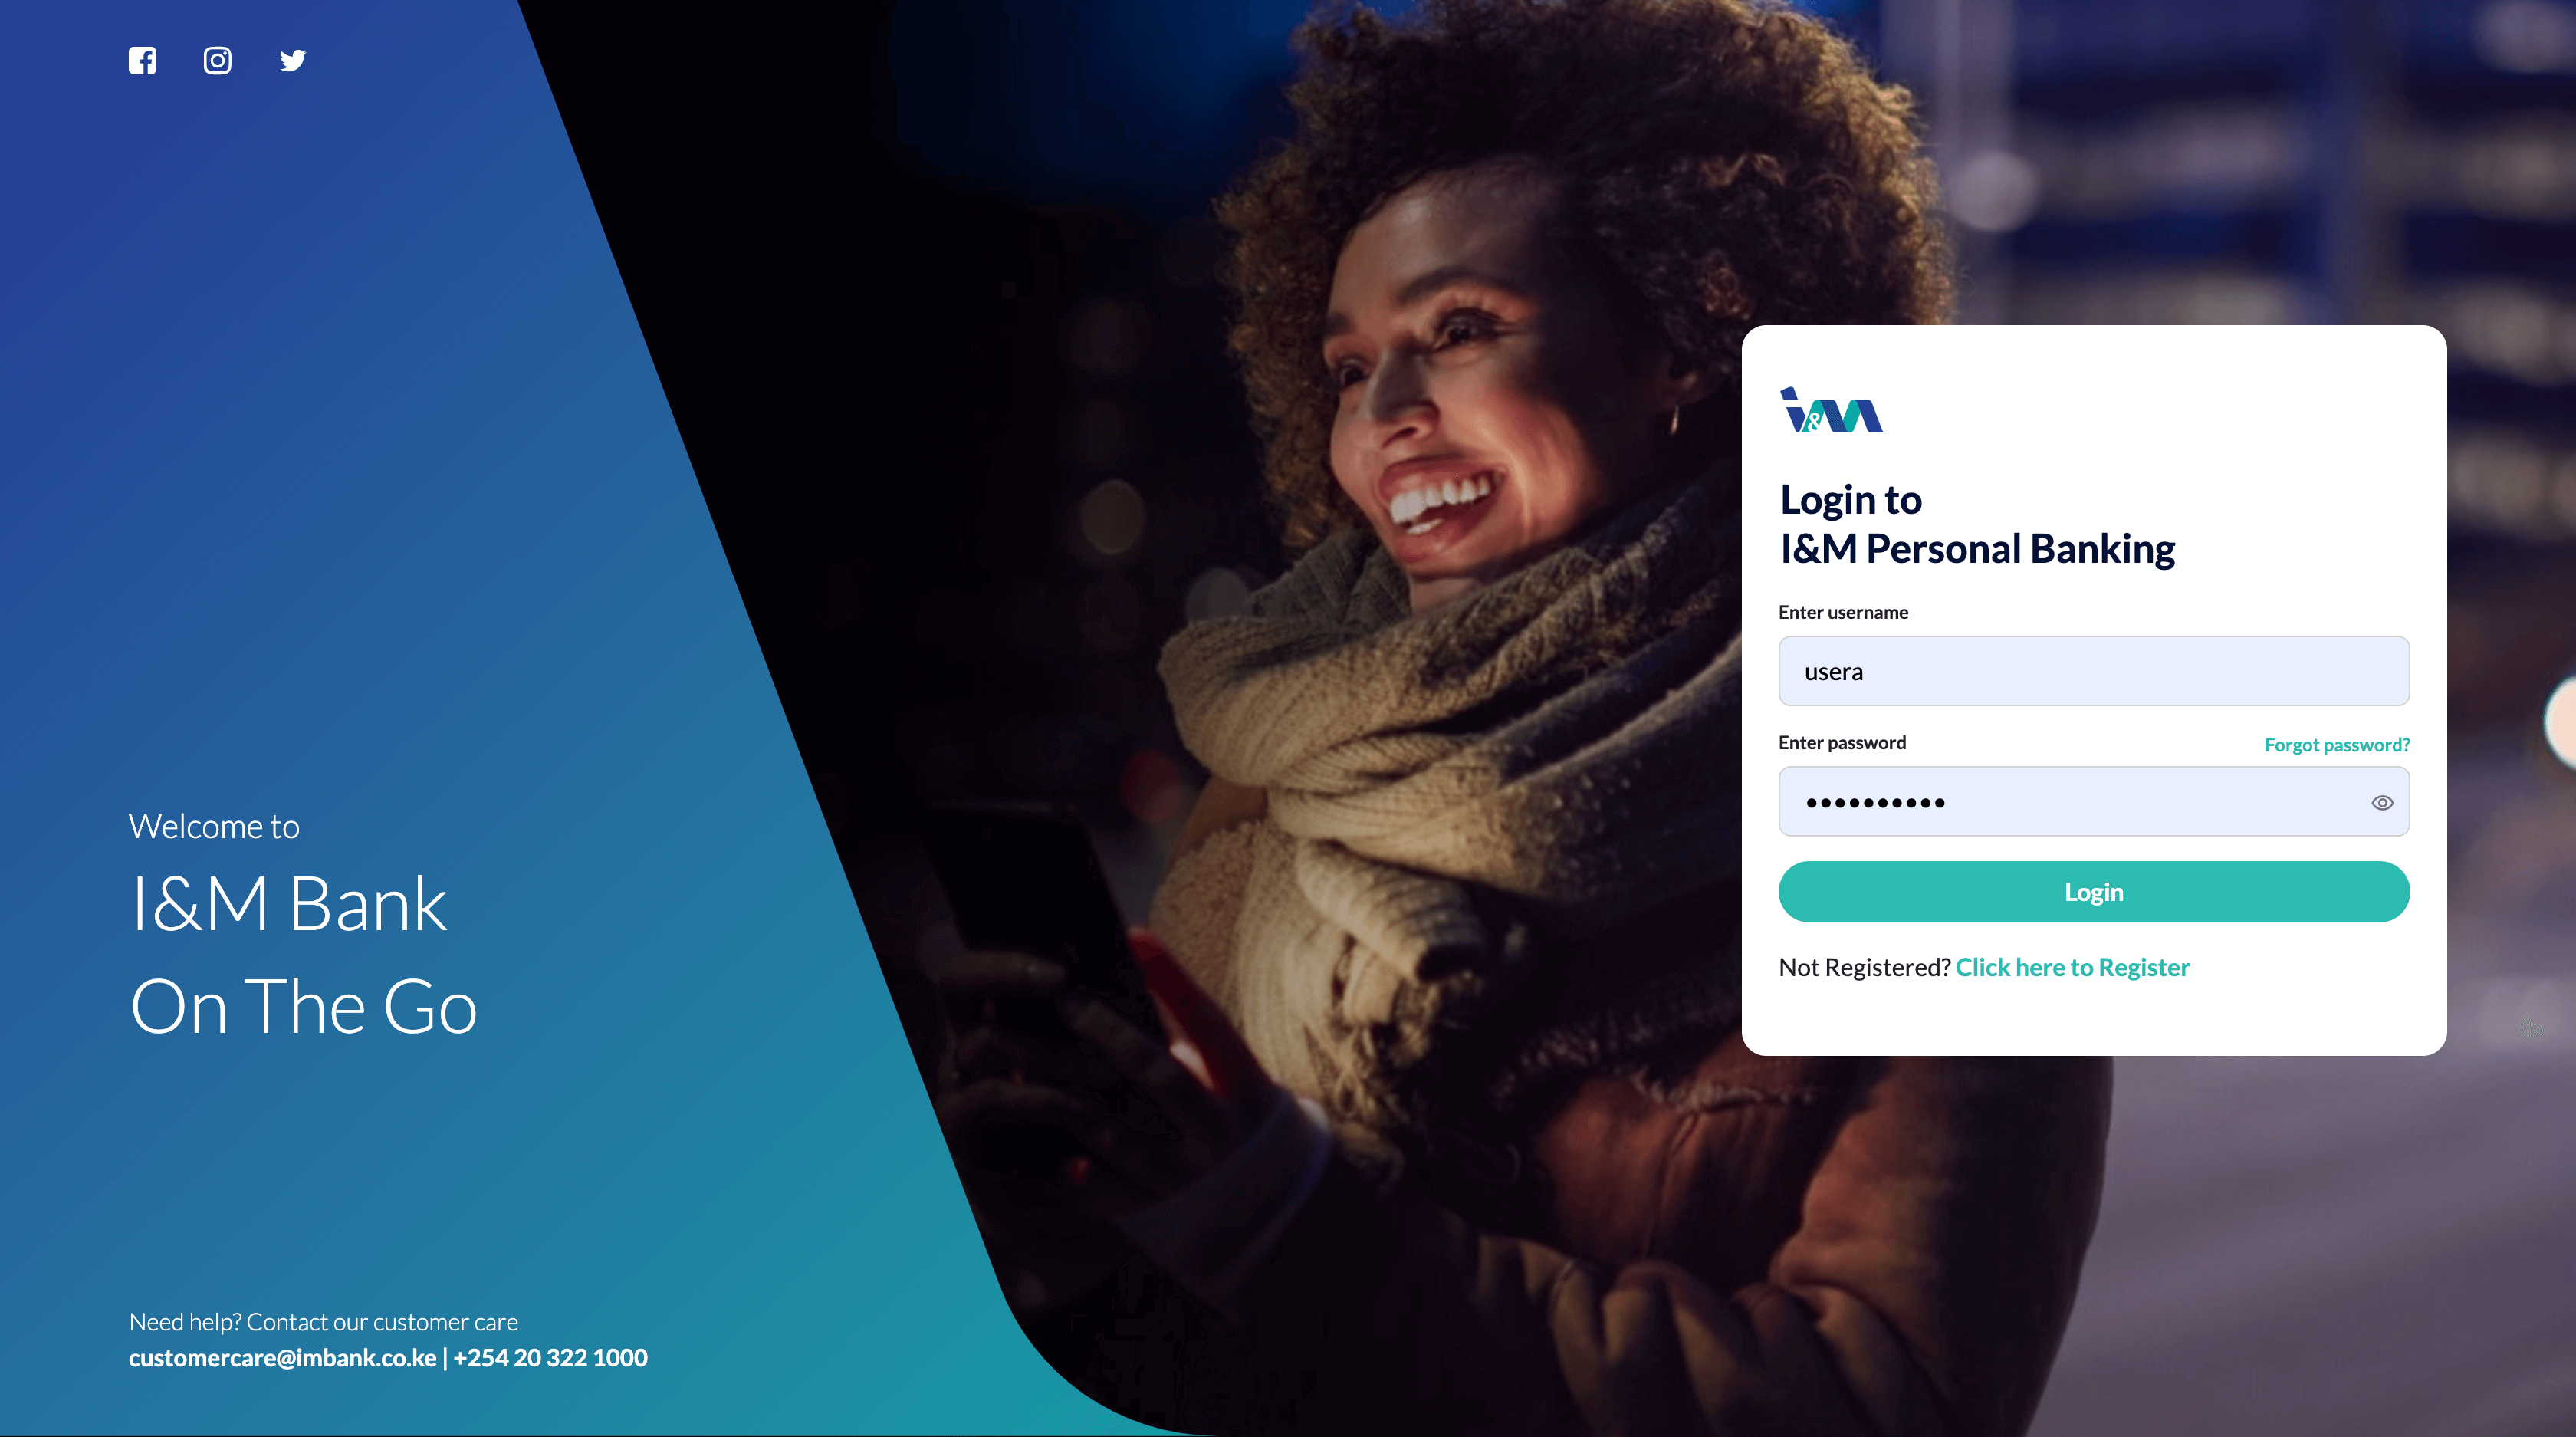 Welcome to
I&M Bank
On The Go
Need help? Contact our customer care
customercare@imbank.co.ke | +254 20 322 1000
i&m
Login to
I&M Personal Banking
Enter username
usera
Enter password
Forgot password?
••••••••••
Login
Not Registered? Click here to Register